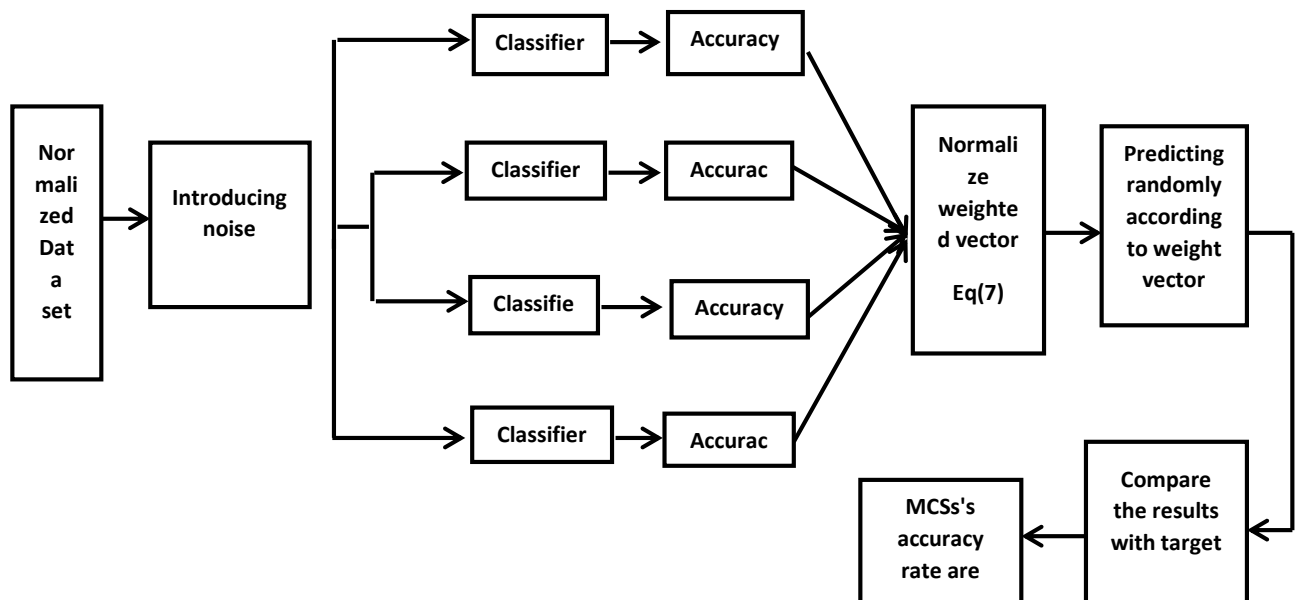 Nor
mali
zed
Dat
a
set
Introducing
noise
Classifier
Accuracy
Classifier
Accurac
Classifie
Accuracy
Classifier
Accurac
Normali
ze
weighte
d vector
Eq(7)
Predicting
randomly
according
to weight
vector
Compare
the results
with target
MCSs's
accuracy
rate are